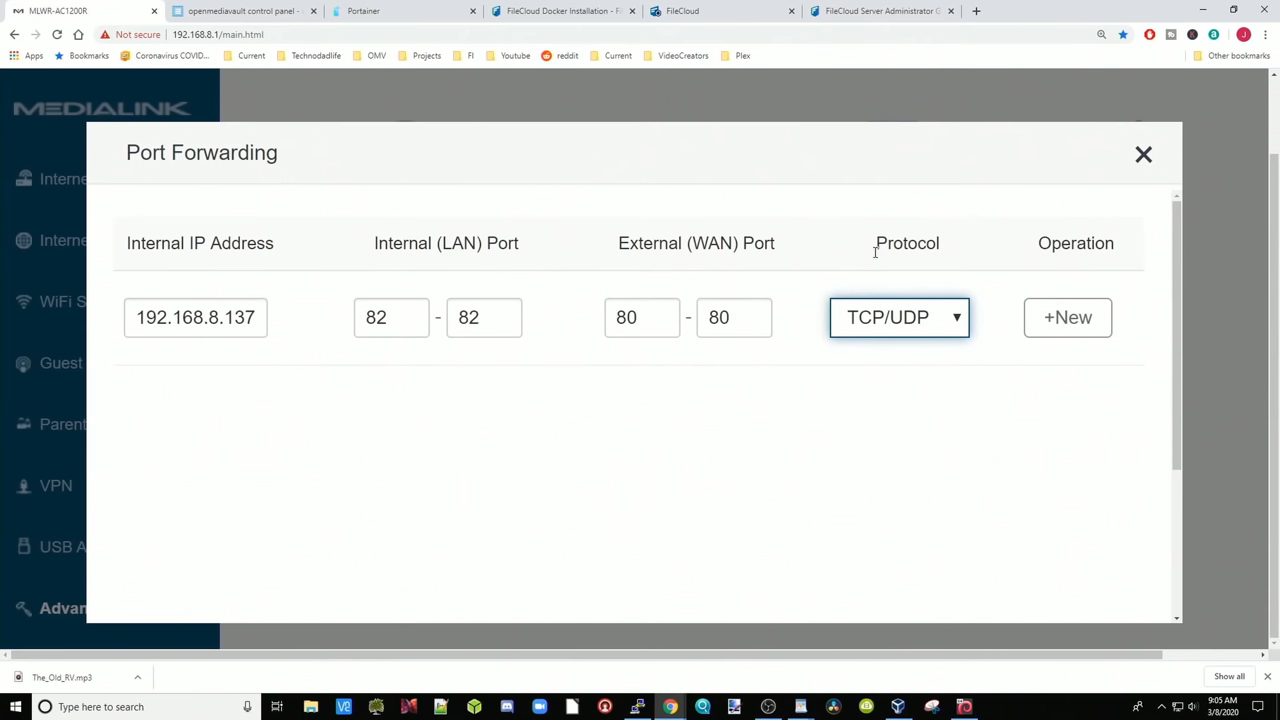 MLWR-AC1200R
openmediavault control panel -
Portainer
FileCloud Docker Installation - Fi
FileCloud
FileCloud Server Administrator G
Not secure
192.168.8.1/main.html
Apps
Bookmarks
Coronavirus COVID...
Current
Technodadlife
OMV
Projects
FI
Youtube
reddit
Current
VideoCreators
Plex
Other bookmarks
MEDIALINK
Port Forwarding
Interne
Internal IP Address
Internal (LAN) Port
External (WAN) Port
Protocol
Operation
Interne
WiFi S
192.168.8.137
82 - 82
80 - 80
TCP/UDP
+New
Guest
Parent
VPN
USB A
Advan
The_Old_RV.mp3
Show all
Type here to search
9:05 AM
3/8/2020